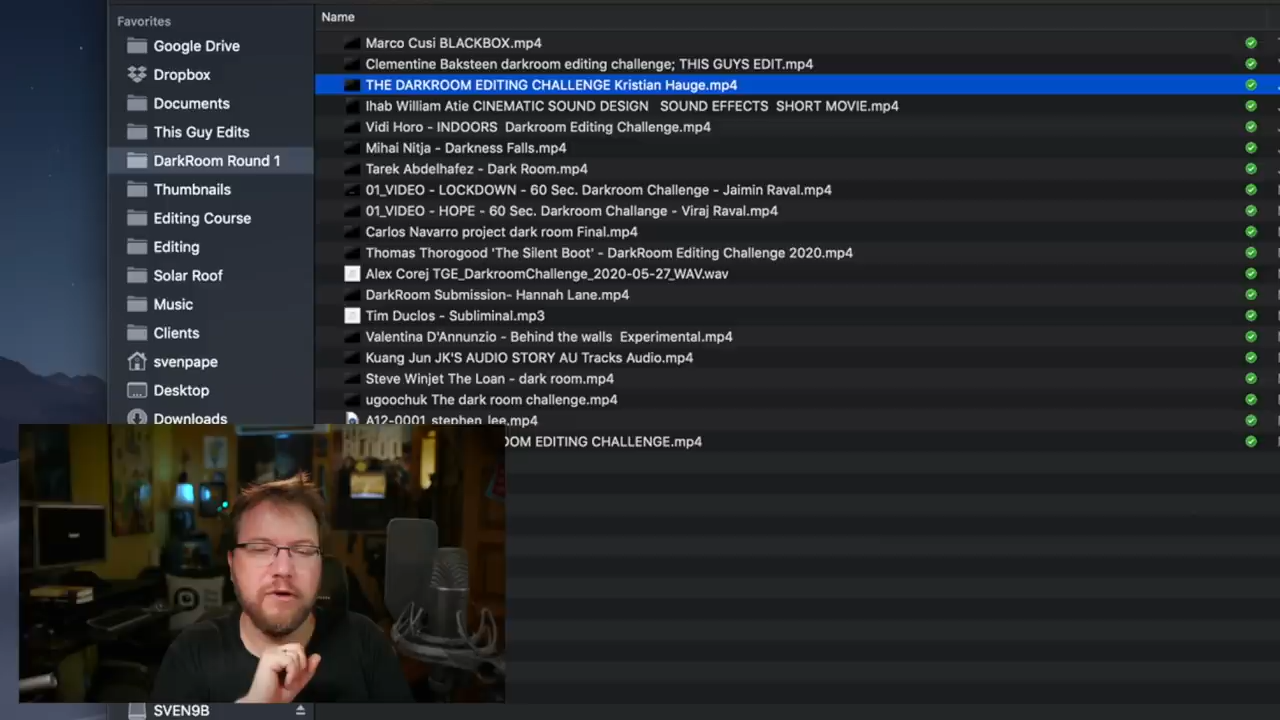 Favorites
Google Drive
Dropbox
Documents
This Guy Edits
DarkRoom Round 1
Thumbnails
Editing Course
Editing
Solar Roof
Music
Clients
svenpape
Desktop
Downloads
SVEN9B
Name
Marco Cusi BLACKBOX.mp4
Clementine Baksteen darkroom editing challenge; THIS GUYS EDIT.mp4
THE DARKROOM EDITING CHALLENGE Kristian Hauge.mp4
Ihab William Atie CINEMATIC SOUND DESIGN SOUND EFFECTS SHORT MOVIE.mp4
Vidi Horo - INDOORS Darkroom Editing Challenge.mp4
Mihai Nitja - Darkness Falls.mp4
Tarek Abdelhafez - Dark Room.mp4
01_VIDEO - LOCKDOWN - 60 Sec. Darkroom Challenge - Jaimin Raval.mp4
01_VIDEO - HOPE - 60 Sec. Darkroom Challange - Viraj Raval.mp4
Carlos Navarro project dark room Final.mp4
Thomas Thorogood 'The Silent Boot' - DarkRoom Editing Challenge 2020.mp4
Alex Corej TGE_DarkroomChallenge_2020-05-27_WAV.wav
DarkRoom Submission- Hannah Lane.mp4
Tim Duclos - Subliminal.mp3
Valentina D'Annunzio - Behind the walls Experimental.mp4
Kuang Jun JK'S AUDIO STORY AU Tracks Audio.mp4
Steve Winjet The Loan - dark room.mp4
ugoochuk The dark room challenge.mp4
A12-0001 stephen_lee.mp4
OOM EDITING CHALLENGE.mp4